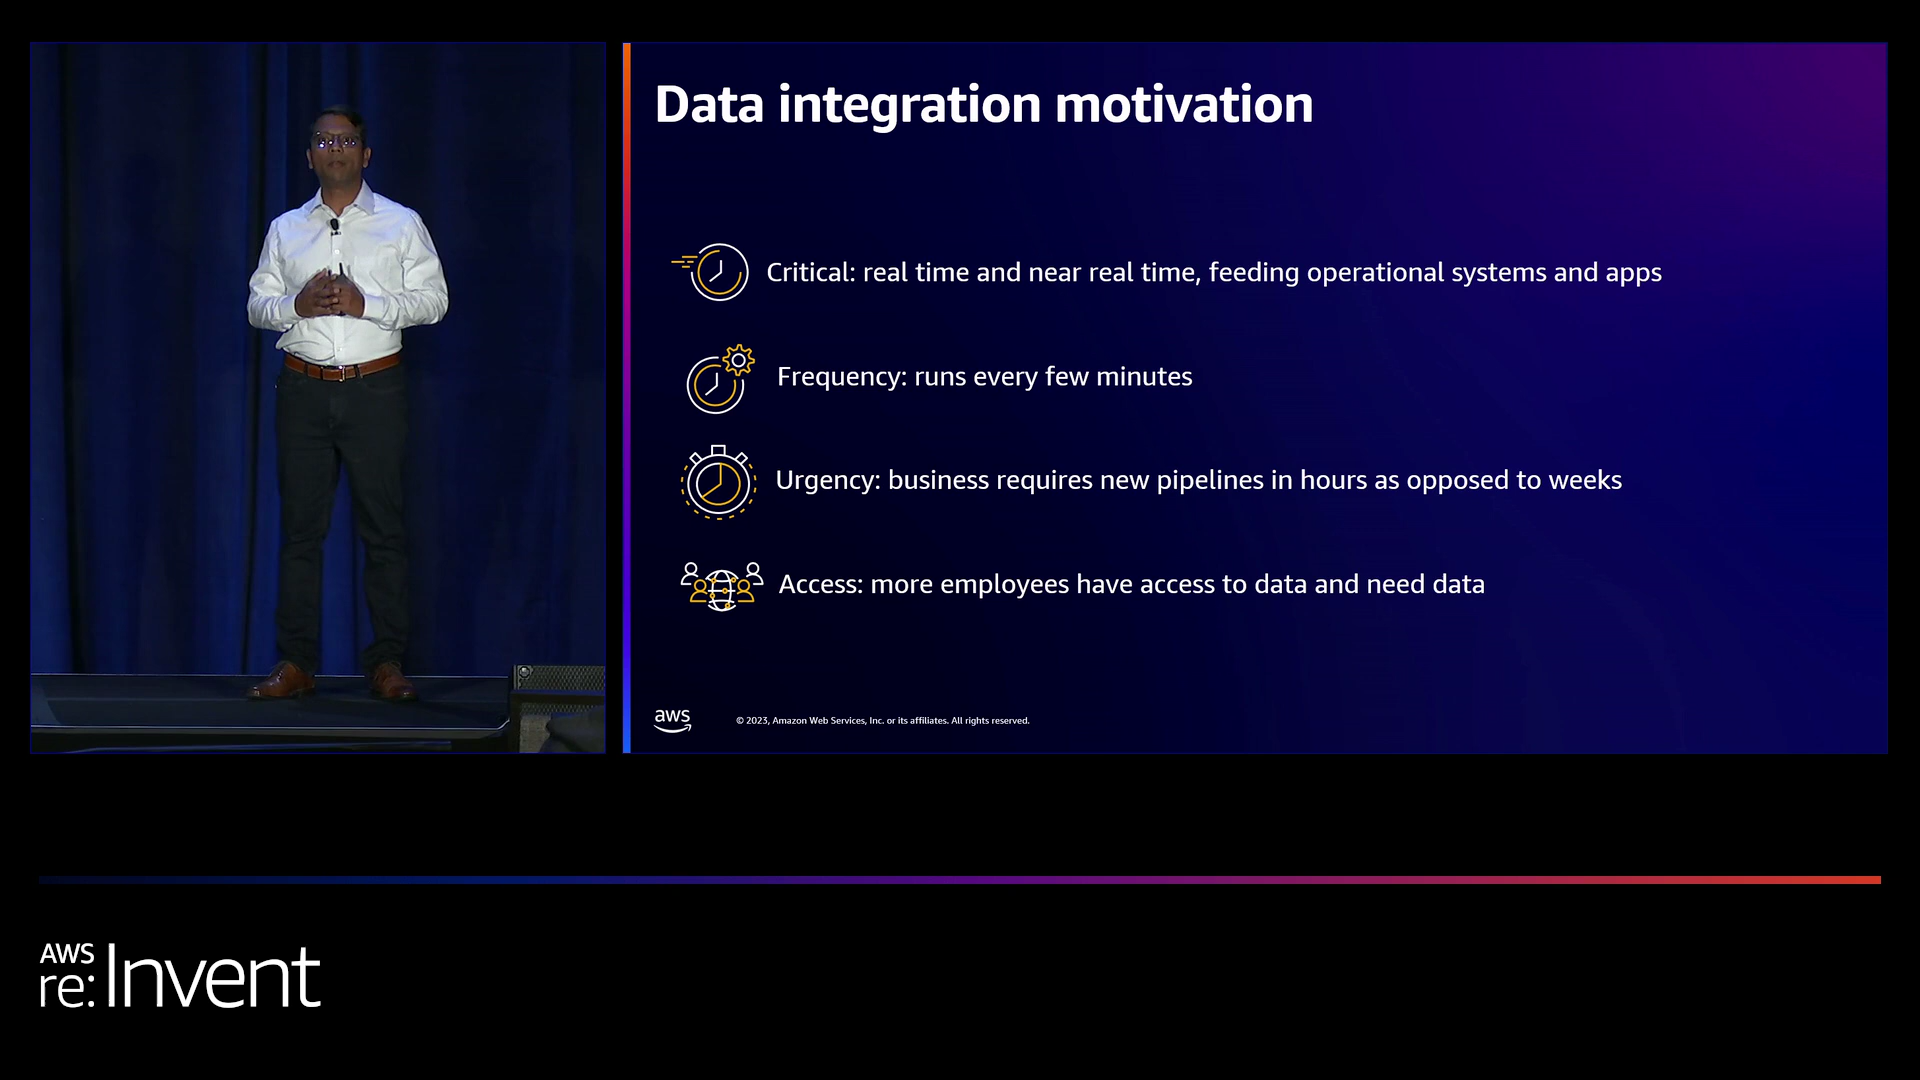 Data integration motivation
Critical: real time and near real time, feeding operational systems and apps
Frequency: runs every few minutes
Urgency: business requires new pipelines in hours as opposed to weeks
Access: more employees have access to data and need data
aws
© 2023, Amazon Web Services, Inc. or its affiliates. All rights reserved.
AWS
re:Invent